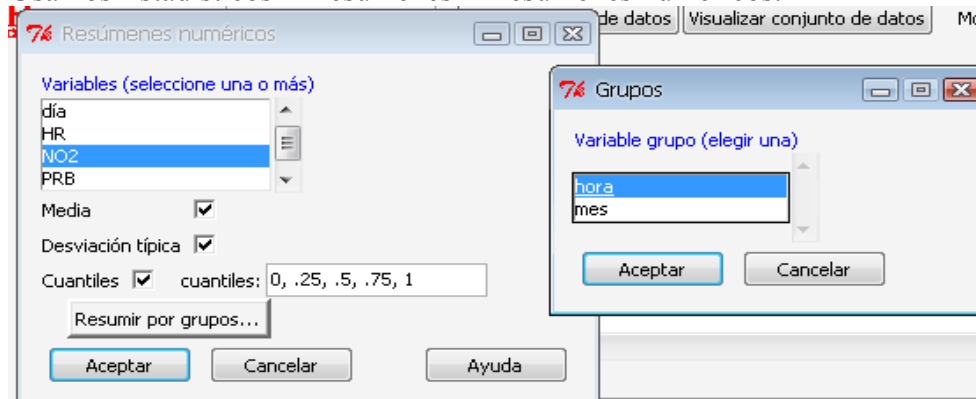 de datos Visualizar conjunto de datos
Resúmenes numéricos
Variables (seleccione una o más)
día
HR
NO2
PRB
Media
Desviación típica
Cuantiles cuantiles: 0, .25, .5, .75, 1
Resumir por grupos...
Aceptar Cancelar Ayuda
Grupos
Variable grupo (elegir una)
hora
mes
Aceptar Cancelar